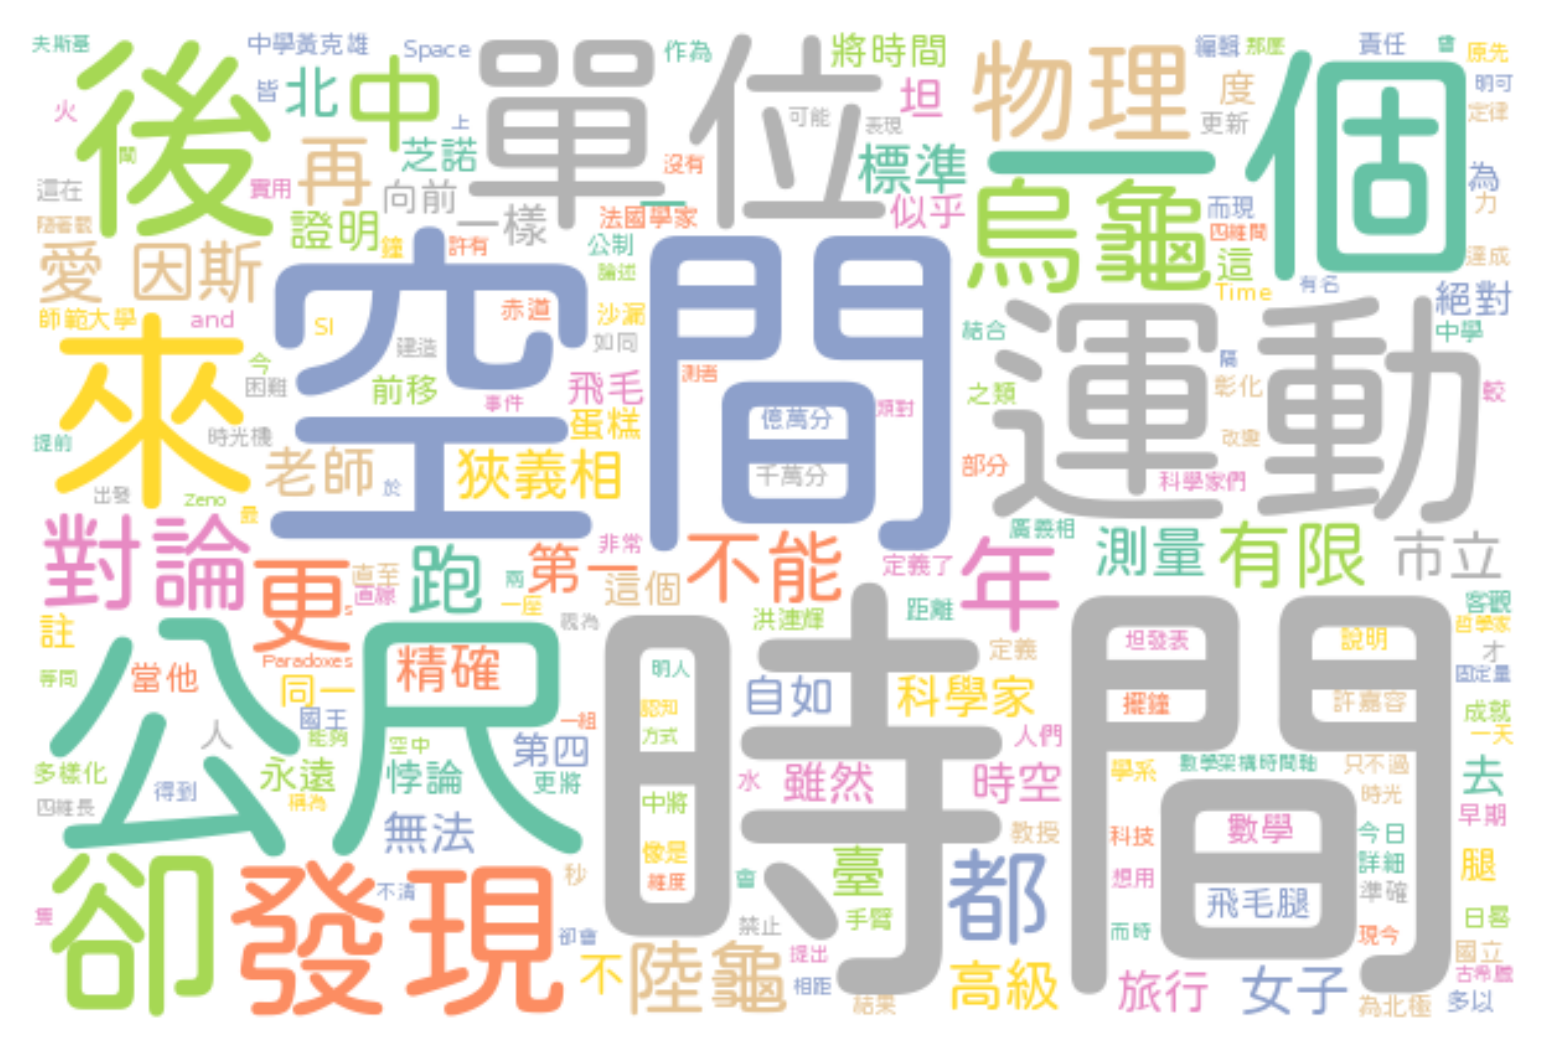 夫斯基
中學黃克雄
Space
單位
作為
將時間
物理
編輯
那麼
責任
會
原先
後
皆
北
中
坦
度
一個
明可
火
上
可能
表現
更新
定律
聞
芝諾
再
沒有
標準
烏龜
為
這在
實用
向前
一樣
法國學家
似乎
而現
力
隨著觀
證明
鐘
許有
公制
四維間
愛因斯
空間
論述
這
達成
Time
有名
絕對
師範大學
and
SI
赤道
沙漏
結合
運動
中學
來
今
建造
如同
測者
隔
困難
前移
飛毛
類對
之類
彰化
較
事件
蛋糕
億萬分
提前
時光機
改變
老師
狹義相
千萬分
部分
科學家們
出發
Zeno
於
最
對論
更
跑
第一
非常
不能
定義了
廣義相
年
測量
有限
市立
直至
直線
兩
一座
這個
s
註
公尺
親為
時間
洪連輝
距離
客觀
哲學家
Paradoxes
精確
明人
定義
坦發表
說明
才
等同
當他
同一
認知
自如
科學家
擺鐘
許嘉容
固定量
人
國王
能夠
空中
一組
方式
人們
成就
一天
多樣化
永遠
悖論
第四
更將
水
雖然
時空
學系
數學架構時間軸
只不過
去
四維長
得到
稱為
中將
時光
早期
無法
教授
科技
數學
今日
卻
發現
像是
維度
會
臺
都
想用
詳細
腿
秒
不清
準確
隻
卻會
禁止
手臂
飛毛腿
而時
現今
日晷
不
陸龜
提出
相距
結果
高級
旅行
女子
國立
古希臘
為北極
多以